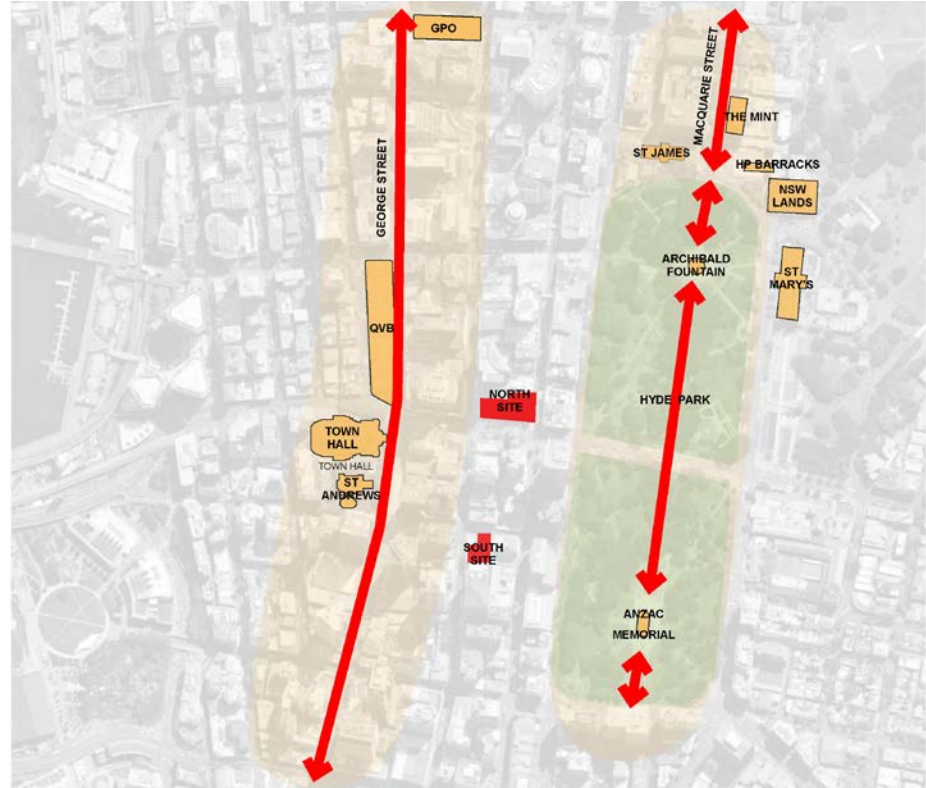 GPO
GEORGE STREET
MACQUARIE STREET
THE MINT
ST JAMES
HP BARRACKS
NSW
LANDS
ARCHIBALD
FOUNTAIN
ST
MARY'S
QVB
NORTH
SITE
HYDE PARK
TOWN
HALL
TOWN HALL
ST
ANDREWS
SOUTH
SITE
ANZAC
MEMORIAL